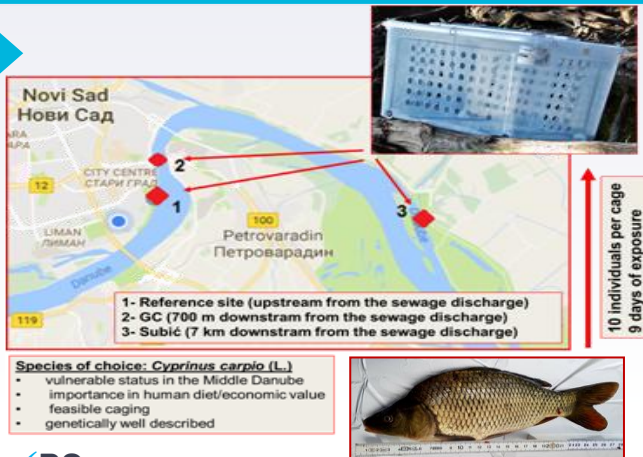 Novi Sad
Нови Сад
CITY CENTRE
СТАРИ ГРАД
2
12
1
LIMAN
ЛИМАН
100
3
Petrovaradin
Петроварадин
Danube
119
1- Reference site (upstream from the sewage discharge)
2- GC (700 m downstram from the sewage discharge)
3- Subić (7 km downstram from the sewage discharge)
10 individuals per cage
9 days of exposure
Species of choice: Cyprinus carpio (L.)
• vulnerable status in the Middle Danube
• importance in human diet/economic value
• feasible caging
• genetically well described